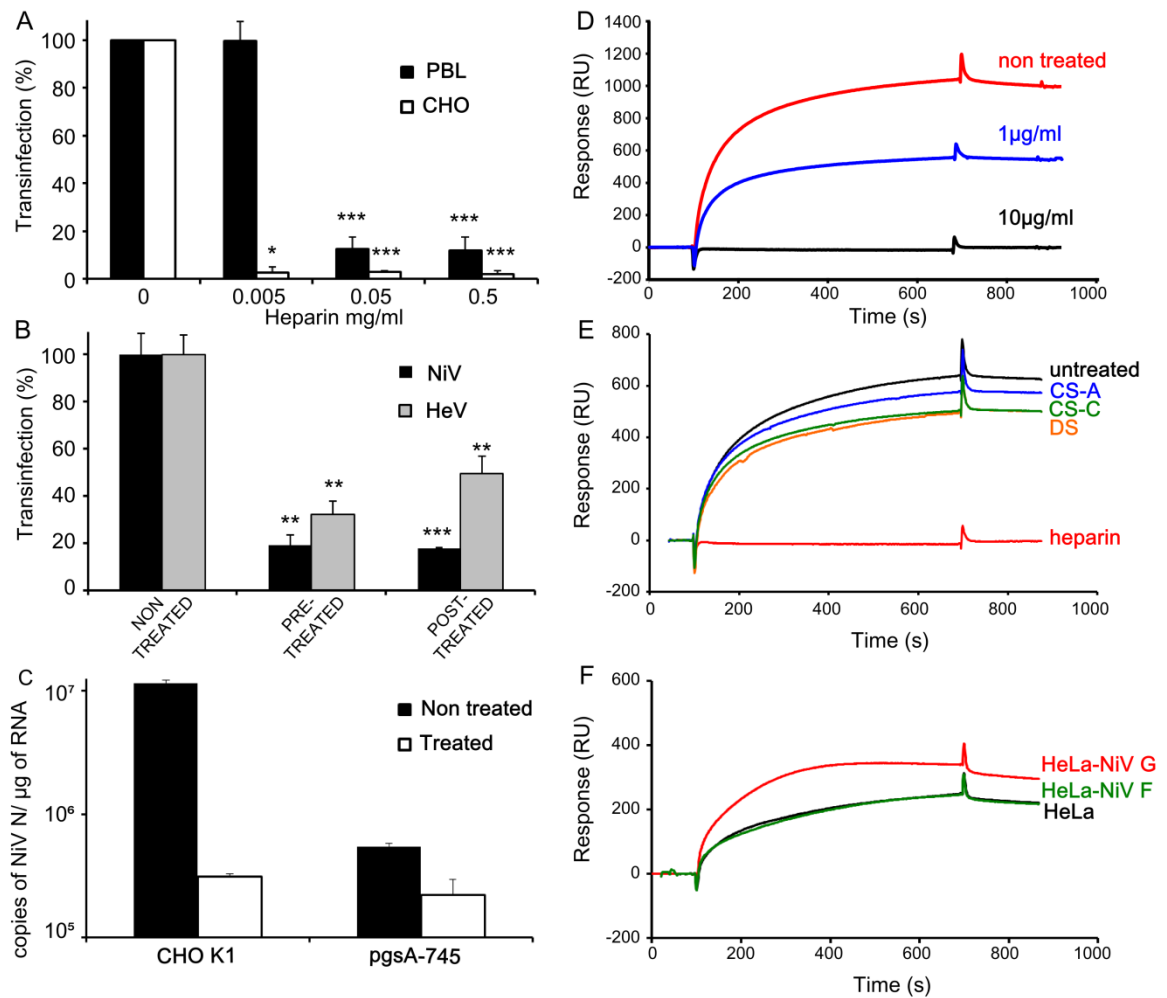 A
Transinfection (%)
100
80
60
40
20
0
PBL
CHO
*
***
***
***
***
0
0.005
0.05
0.5
Heparin mg/ml
B
Transinfection (%)
100
80
60
40
20
0
NiV
HeV
**
**
***
**
NON
TREATED
PRE-
TREATED
POST-
TREATED
C
copies of NiV N/ µg of RNA
10⁷
10⁶
10⁵
Non treated
Treated
CHO K1
pgsA-745
D
Response (RU)
1400
1200
1000
800
600
400
200
0
-200
non treated
1µg/ml
10µg/ml
0
200
400
600
800
1000
Time (s)
E
Response (RU)
800
600
400
200
0
-200
untreated
CS-A
CS-C
DS
heparin
0
200
400
600
800
1000
Time (s)
F
Response (RU)
600
400
200
0
-200
HeLa-NiV G
HeLa-NiV F
HeLa
0
200
400
600
800
1000
Time (s)